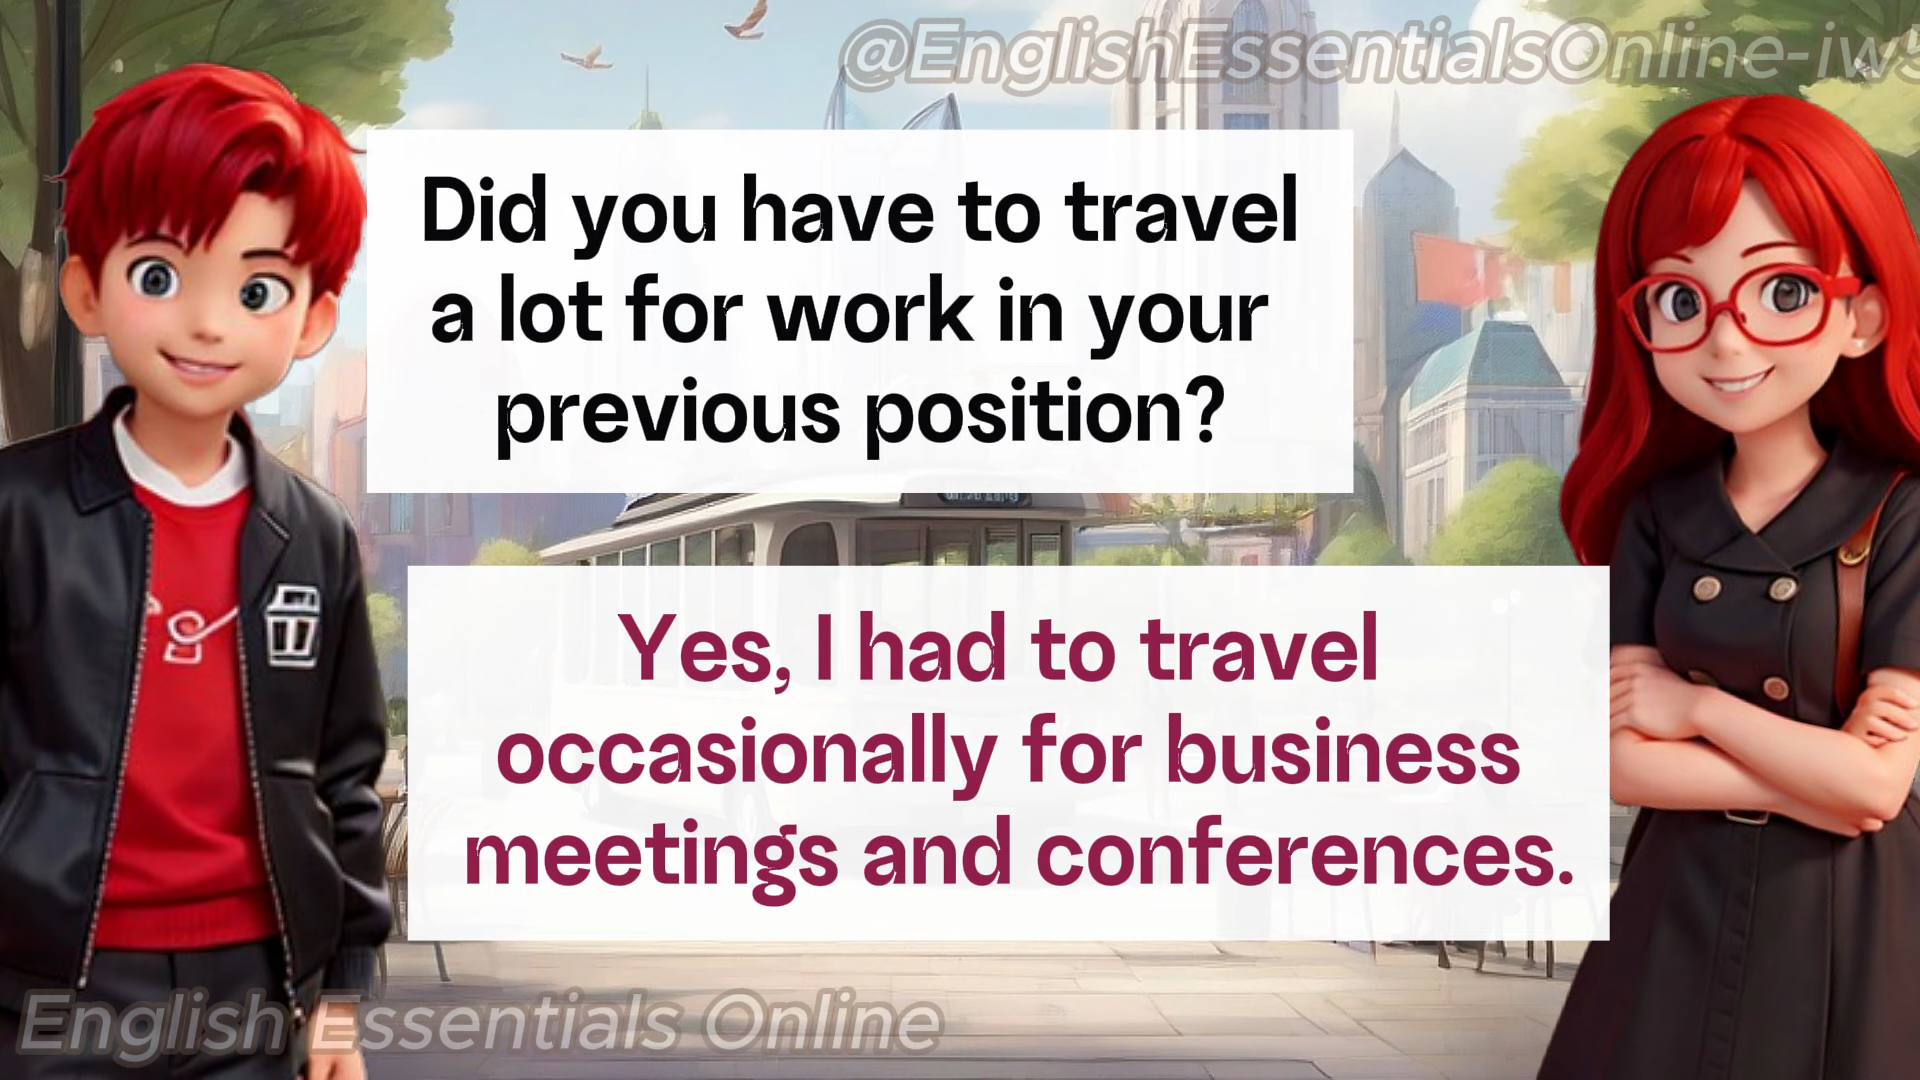 @EnglishEssentialsOnline-iw5
Did you have to travel
a lot for work in your
previous position?
Yes, I had to travel
occasionally for business
meetings and conferences.
English Essentials Online